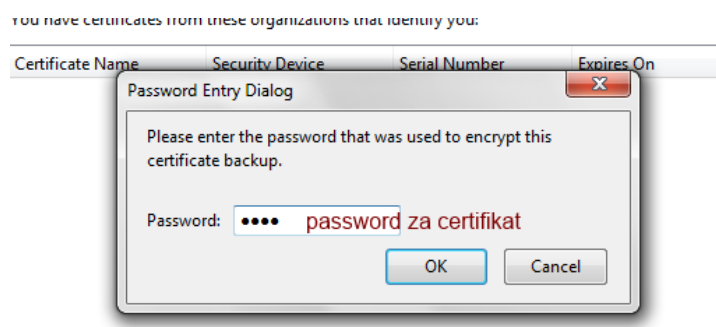 You have certificates from these organizations that identify you:
Certificate Name Security Device Serial Number Expires On
Password Entry Dialog
Please enter the password that was used to encrypt this
certificate backup.
Password: •••• password za certifikat
OK Cancel